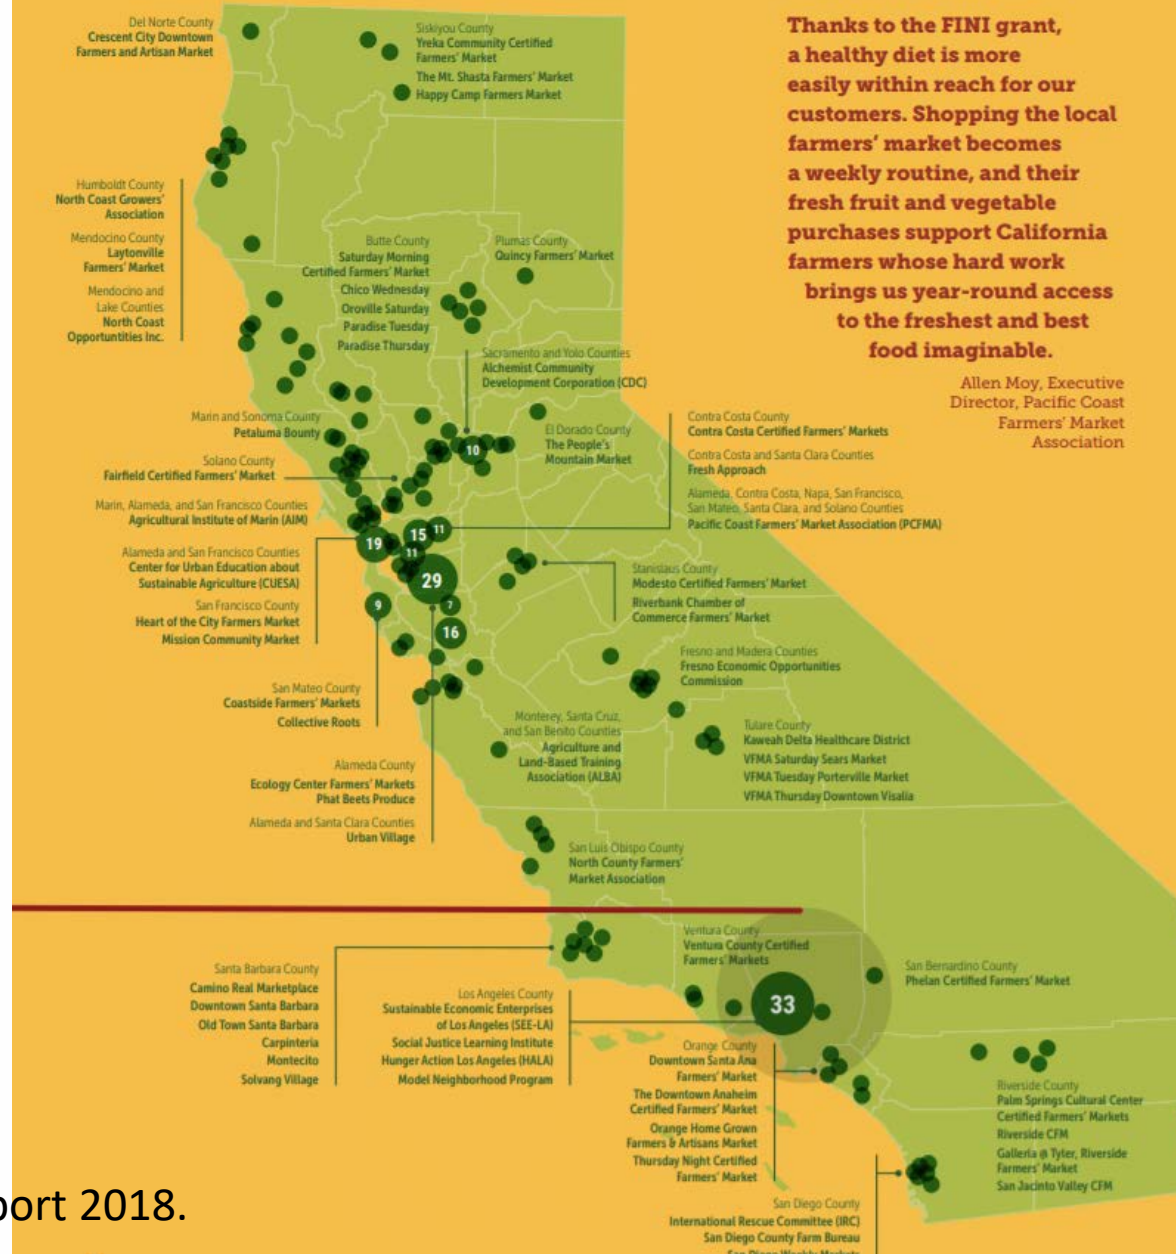 Del Norte County
Crescent City Downtown
Farmers and Artisan Market
Siskiyou County
Yreka Community Certified
Farmers' Market
The Mt. Shasta Farmers' Market
Happy Camp Farmers Market
Thanks to the FINI grant,
a healthy diet is more
easily within reach for our
customers. Shopping the local
farmers' market becomes
a weekly routine, and their
fresh fruit and vegetable
purchases support California
farmers whose hard work
brings us year-round access
to the freshest and best
food imaginable.
Allen Moy, Executive
Director, Pacific Coast
Farmers' Market
Association
Humboldt County
North Coast Growers'
Association
Mendocino County
Laytonville
Farmers' Market
Mendocino and
Lake Counties
North Coast
Opportuntities Inc.
Butte County
Saturday Morning
Certified Farmers' Market
Chico Wednesday
Oroville Saturday
Paradise Tuesday
Paradise Thursday
Plumas County
Quincy Farmers' Market
Sacramento and Yolo Counties
Alchemist Community
Development Corporation (CDC)
El Dorado County
The People's
Mountain Market
Marin and Sonoma County
Petaluma Bounty
Solano County
Fairfield Certified Farmers' Market
Marin, Alameda, and San Francisco Counties
Agricultural Institute of Marin (AIM)
Alameda and San Francisco Counties
Center for Urban Education about
Sustainable Agriculture (CUESA)
San Francisco County
Heart of the City Farmers Market
Mission Community Market
Contra Costa County
Contra Costa Certified Farmers' Markets
Contra Costa and Santa Clara Counties
Fresh Approach
Alameda, Contra Costa, Napa, San Francisco,
San Mateo, Santa Clara, and Solano Counties
Pacific Coast Farmers' Market Association (PCFMA)
10
15
11
19
11
29
9
7
16
Stanislaus County
Modesto Certified Farmers' Market
Riverbank Chamber of
Commerce Farmers' Market
San Mateo County
Coastside Farmers' Markets
Collective Roots
Fresno and Madera Counties
Fresno Economic Opportunities
Commission
Monterey, Santa Cruz,
and San Benito Counties
Agriculture and
Land-Based Training
Association (ALBA)
Tulare County
Kaweah Delta Healthcare District
VFMA Saturday Sears Market
VFMA Tuesday Porterville Market
VFMA Thursday Downtown Visalia
Alameda County
Ecology Center Farmers' Markets
Phat Beets Produce
Alameda and Santa Clara Counties
Urban Village
San Luis Obispo County
North County Farmers'
Market Association
Ventura County
Ventura County Certified
Farmers' Markets
33
San Bernardino County
Phelan Certified Farmers' Market
Santa Barbara County
Camino Real Marketplace
Downtown Santa Barbara
Old Town Santa Barbara
Carpinteria
Montecito
Solvang Village
Los Angeles County
Sustainable Economic Enterprises
of Los Angeles (SEE-LA)
Social Justice Learning Institute
Hunger Action Los Angeles (HALA)
Model Neighborhood Program
Orange County
Downtown Santa Ana
Farmers' Market
The Downtown Anaheim
Certified Farmers' Market
Orange Home Grown
Farmers & Artisans Market
Thursday Night Certified
Farmers' Market
Riverside County
Palm Springs Cultural Center
Certified Farmers' Markets
Riverside CFM
Galleria @ Tyler, Riverside
Farmers' Market
San Jacinto Valley CFM
San Diego County
International Rescue Committee (IRC)
San Diego County Farm Bureau
San Diego Weekly Markets
port 2018.